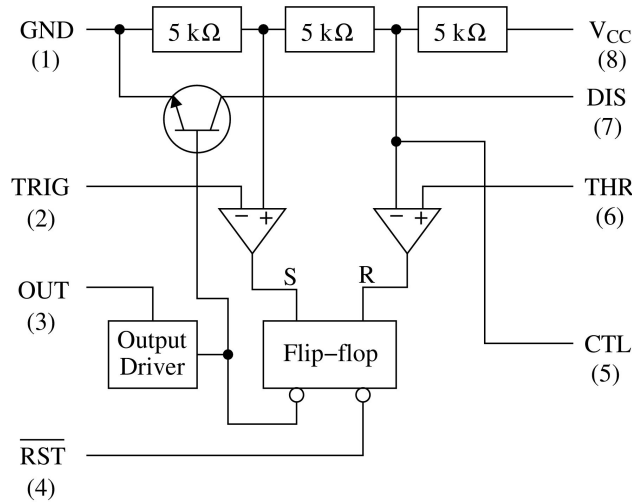 GND 5 kΩ 5 kΩ 5 kΩ V_CC
(1) (8)
DIS
(7)
TRIG THR
(2) − + − + (6)
S R
OUT
(3)
Output Driver
Flip−flop
CTL
(5)
R̅S̅T̅
(4)